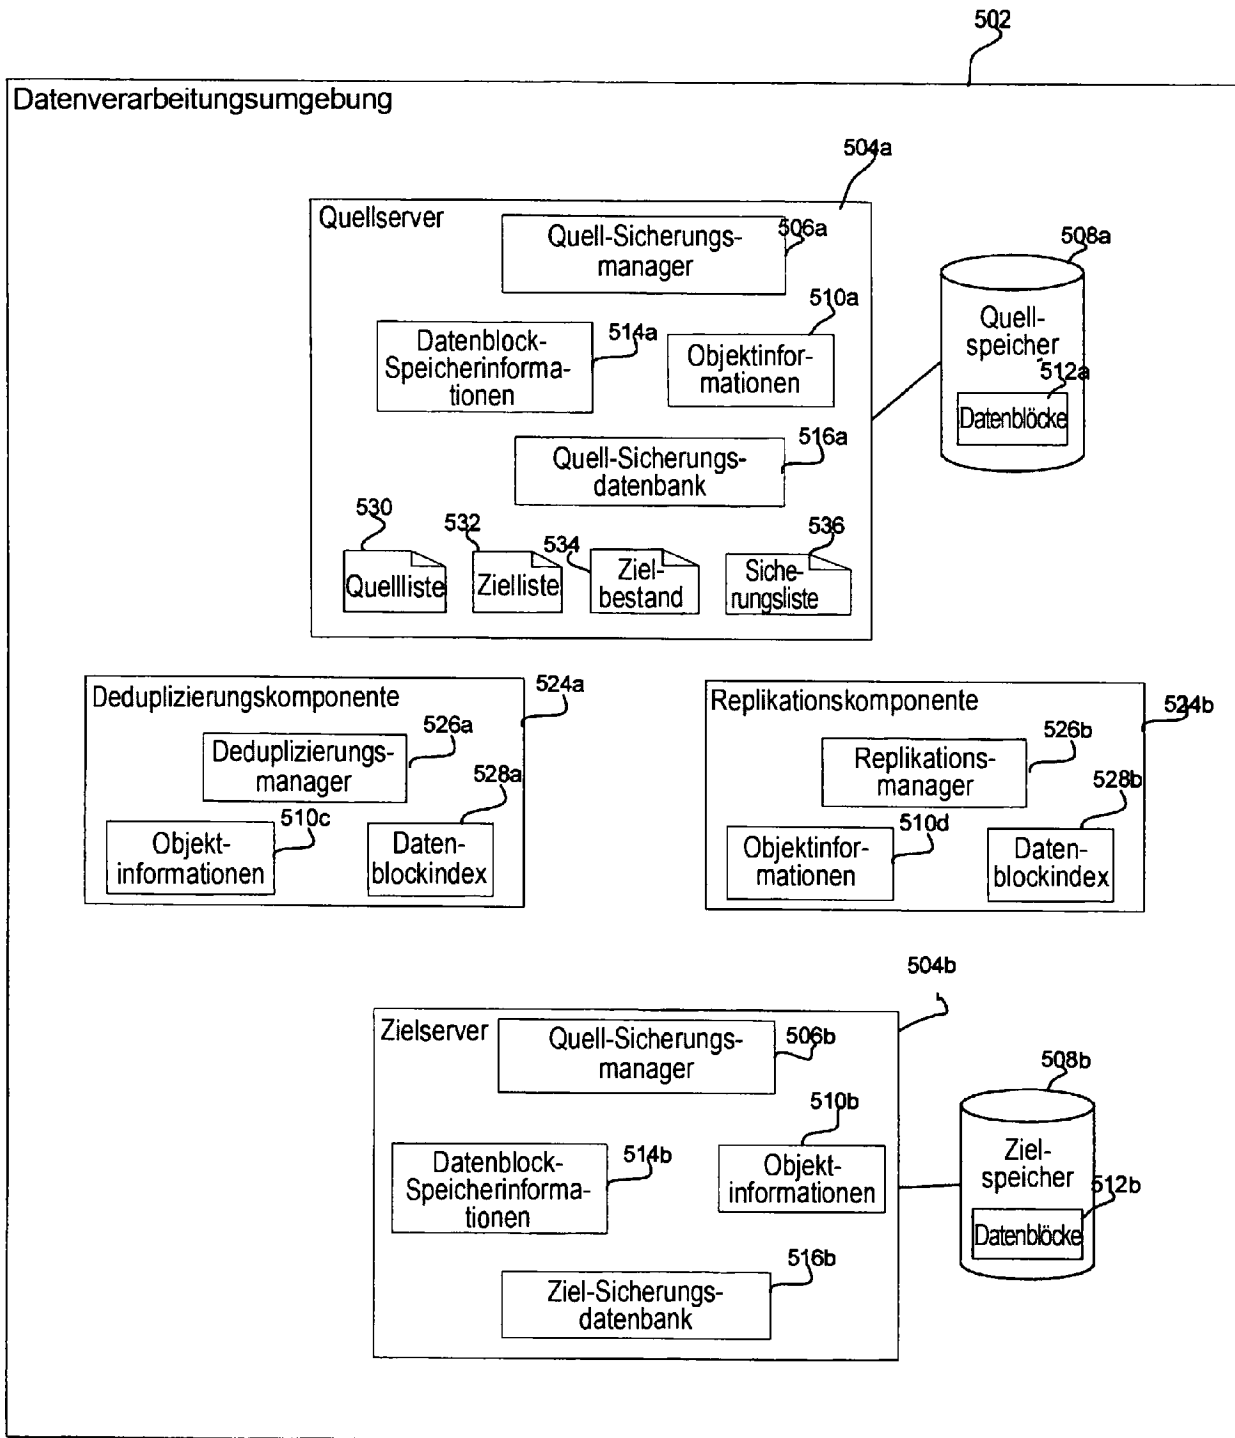 502
Datenverarbeitungsumgebung
504a
Quellserver
Quell-Sicherungs-
manager
506a
508a
Quell-
speicher
512a
Datenblöcke
510a
Datenblock-
Speicherinforma-
tionen
514a
Objektinfor-
mationen
516a
Quell-Sicherungs-
datenbank
530
532
534
536
Quellliste
Zielliste
Ziel-
bestand
Siche-
rungsliste
Deduplizierungskomponente
524a
Deduplizierungs-
manager
526a
528a
510c
Objekt-
informationen
Daten-
blockindex
Replikationskomponente
524b
Replikations-
manager
526b
528b
510d
Objektinfor-
mationen
Daten-
blockindex
504b
Zielserver
Quell-Sicherungs-
manager
506b
508b
Ziel-
speicher
512b
Datenblöcke
510b
Datenblock-
Speicherinforma-
tionen
514b
Objekt-
informationen
516b
Ziel-Sicherungs-
datenbank